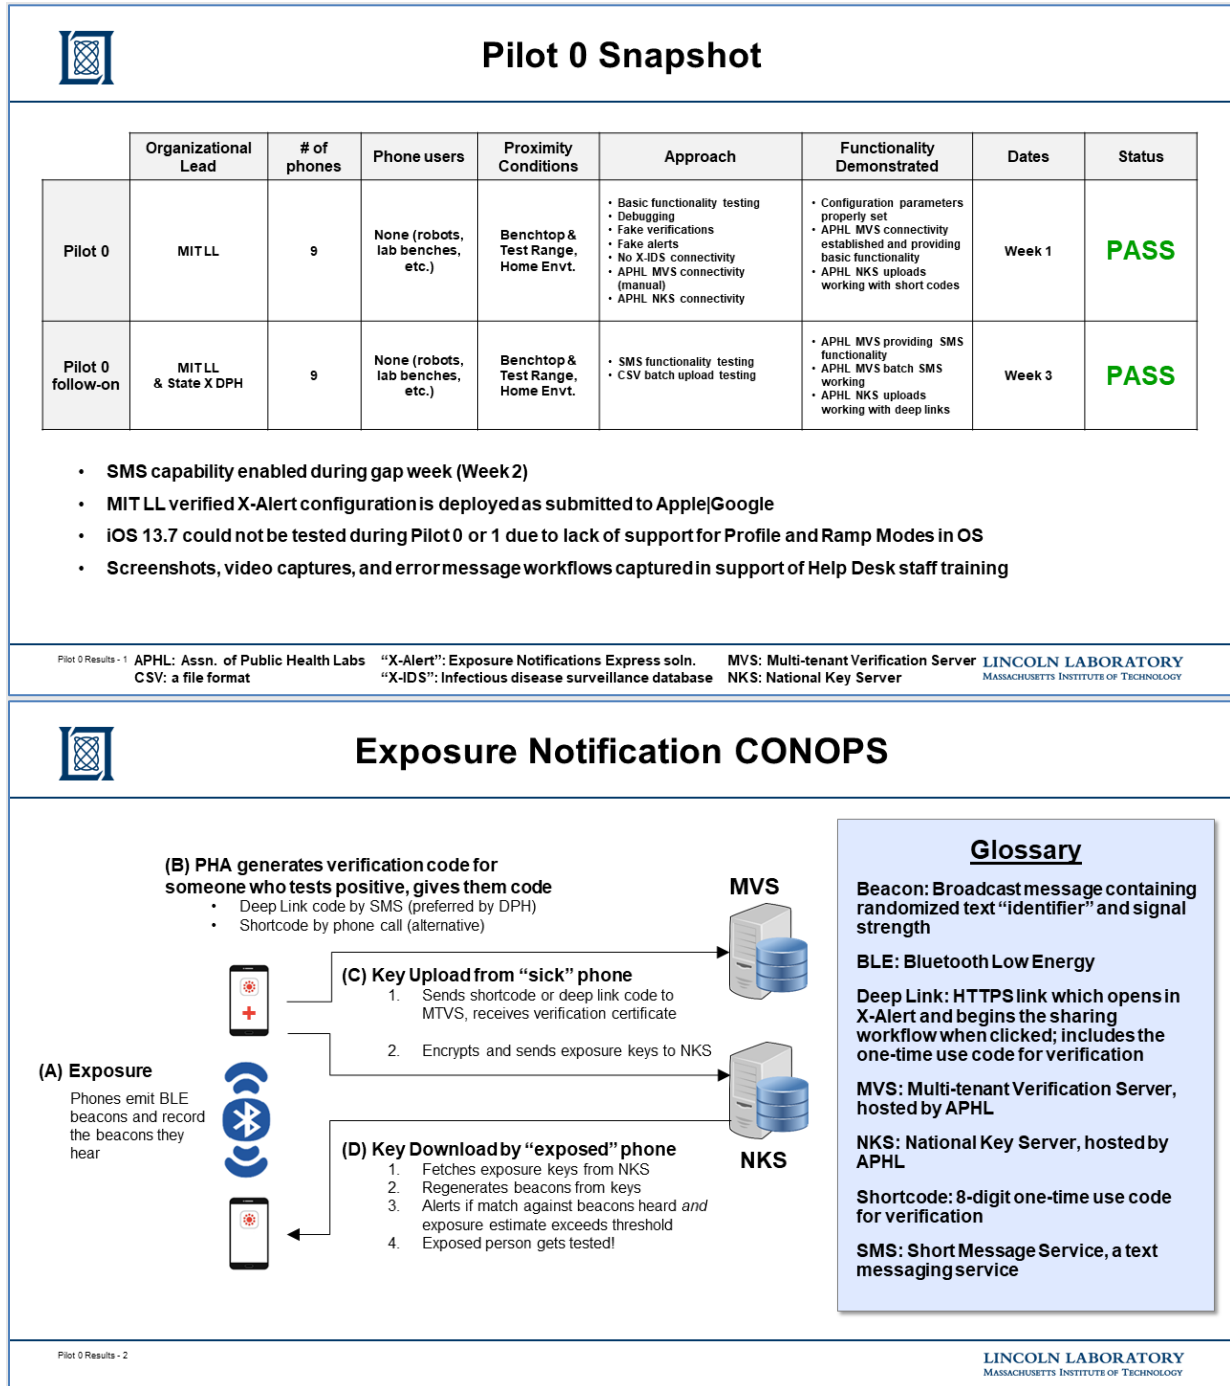 Pilot 0 Snapshot
Organizational Lead
# of phones
Phone users
Proximity Conditions
Approach
Functionality Demonstrated
Dates
Status
Pilot 0
MIT LL
9
None (robots, lab benches, etc.)
Benchtop & Test Range, Home Envt.
• Basic functionality testing
• Debugging
• Fake verifications
• Fake alerts
• No X-IDS connectivity
• APHL MVS connectivity (manual)
• APHL NKS connectivity
• Configuration parameters properly set
• APHL MVS connectivity established and providing basic functionality
• APHL NKS uploads working with short codes
Week 1
PASS
Pilot 0 follow-on
MIT LL & State X DPH
9
None (robots, lab benches, etc.)
Benchtop & Test Range, Home Envt.
• SMS functionality testing
• CSV batch upload testing
• APHL MVS providing SMS functionality
• APHL MVS batch SMS working
• APHL NKS uploads working with deep links
Week 3
PASS
• SMS capability enabled during gap week (Week 2)
• MIT LL verified X-Alert configuration is deployed as submitted to Apple|Google
• iOS 13.7 could not be tested during Pilot 0 or 1 due to lack of support for Profile and Ramp Modes in OS
• Screenshots, video captures, and error message workflows captured in support of Help Desk staff training
Pilot 0 Results - 1
APHL: Assn. of Public Health Labs
CSV: a file format
“X-Alert”: Exposure Notifications Express soln.
“X-IDS”: Infectious disease surveillance database
MVS: Multi-tenant Verification Server
NKS: National Key Server
LINCOLN LABORATORY
MASSACHUSETTS INSTITUTE OF TECHNOLOGY
Exposure Notification CONOPS
(B) PHA generates verification code for
someone who tests positive, gives them code
• Deep Link code by SMS (preferred by DPH)
• Shortcode by phone call (alternative)
MVS
(C) Key Upload from “sick” phone
1. Sends shortcode or deep link code to
MTVS, receives verification certificate
2. Encrypts and sends exposure keys to NKS
(A) Exposure
Phones emit BLE
beacons and record
the beacons they
hear
NKS
(D) Key Download by “exposed” phone
1. Fetches exposure keys from NKS
2. Regenerates beacons from keys
3. Alerts if match against beacons heard and
exposure estimate exceeds threshold
4. Exposed person gets tested!
Glossary
Beacon: Broadcast message containing
randomized text “identifier” and signal
strength
BLE: Bluetooth Low Energy
Deep Link: HTTPS link which opens in
X-Alert and begins the sharing
workflow when clicked; includes the
one-time use code for verification
MVS: Multi-tenant Verification Server,
hosted by APHL
NKS: National Key Server, hosted by
APHL
Shortcode: 8-digit one-time use code
for verification
SMS: Short Message Service, a text
messaging service
Pilot 0 Results - 2
LINCOLN LABORATORY
MASSACHUSETTS INSTITUTE OF TECHNOLOGY